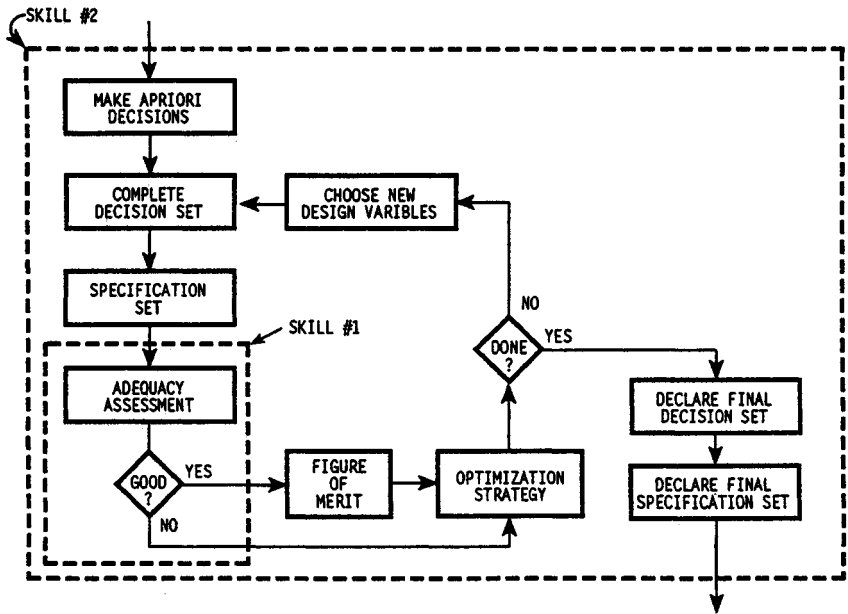 SKILL #2
MAKE APRIORI
DECISIONS
COMPLETE
DECISION SET
CHOOSE NEW
DESIGN VARIBLES
SPECIFICATION
SET
SKILL #1
NO
DONE
?
YES
ADEQUACY
ASSESSMENT
DECLARE FINAL
DECISION SET
GOOD
?
YES
NO
FIGURE
OF
MERIT
OPTIMIZATION
STRATEGY
DECLARE FINAL
SPECIFICATION SET